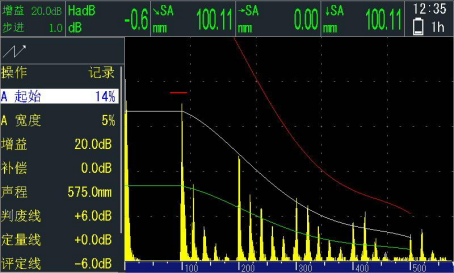 增益 20.0dB HadB -0.6 ↘SA mm 100.11 →SA mm 0.00 ↓SA mm 100.11 12:35
步进 1.0 dB 1h
操作 记录
A 起始 14%
A 宽度 5%
增益 20.0dB
补偿 0.0dB
声程 575.0mm
判废线 +6.0dB
定量线 +0.0dB
评定线 -6.0dB
100 200 300 400 500